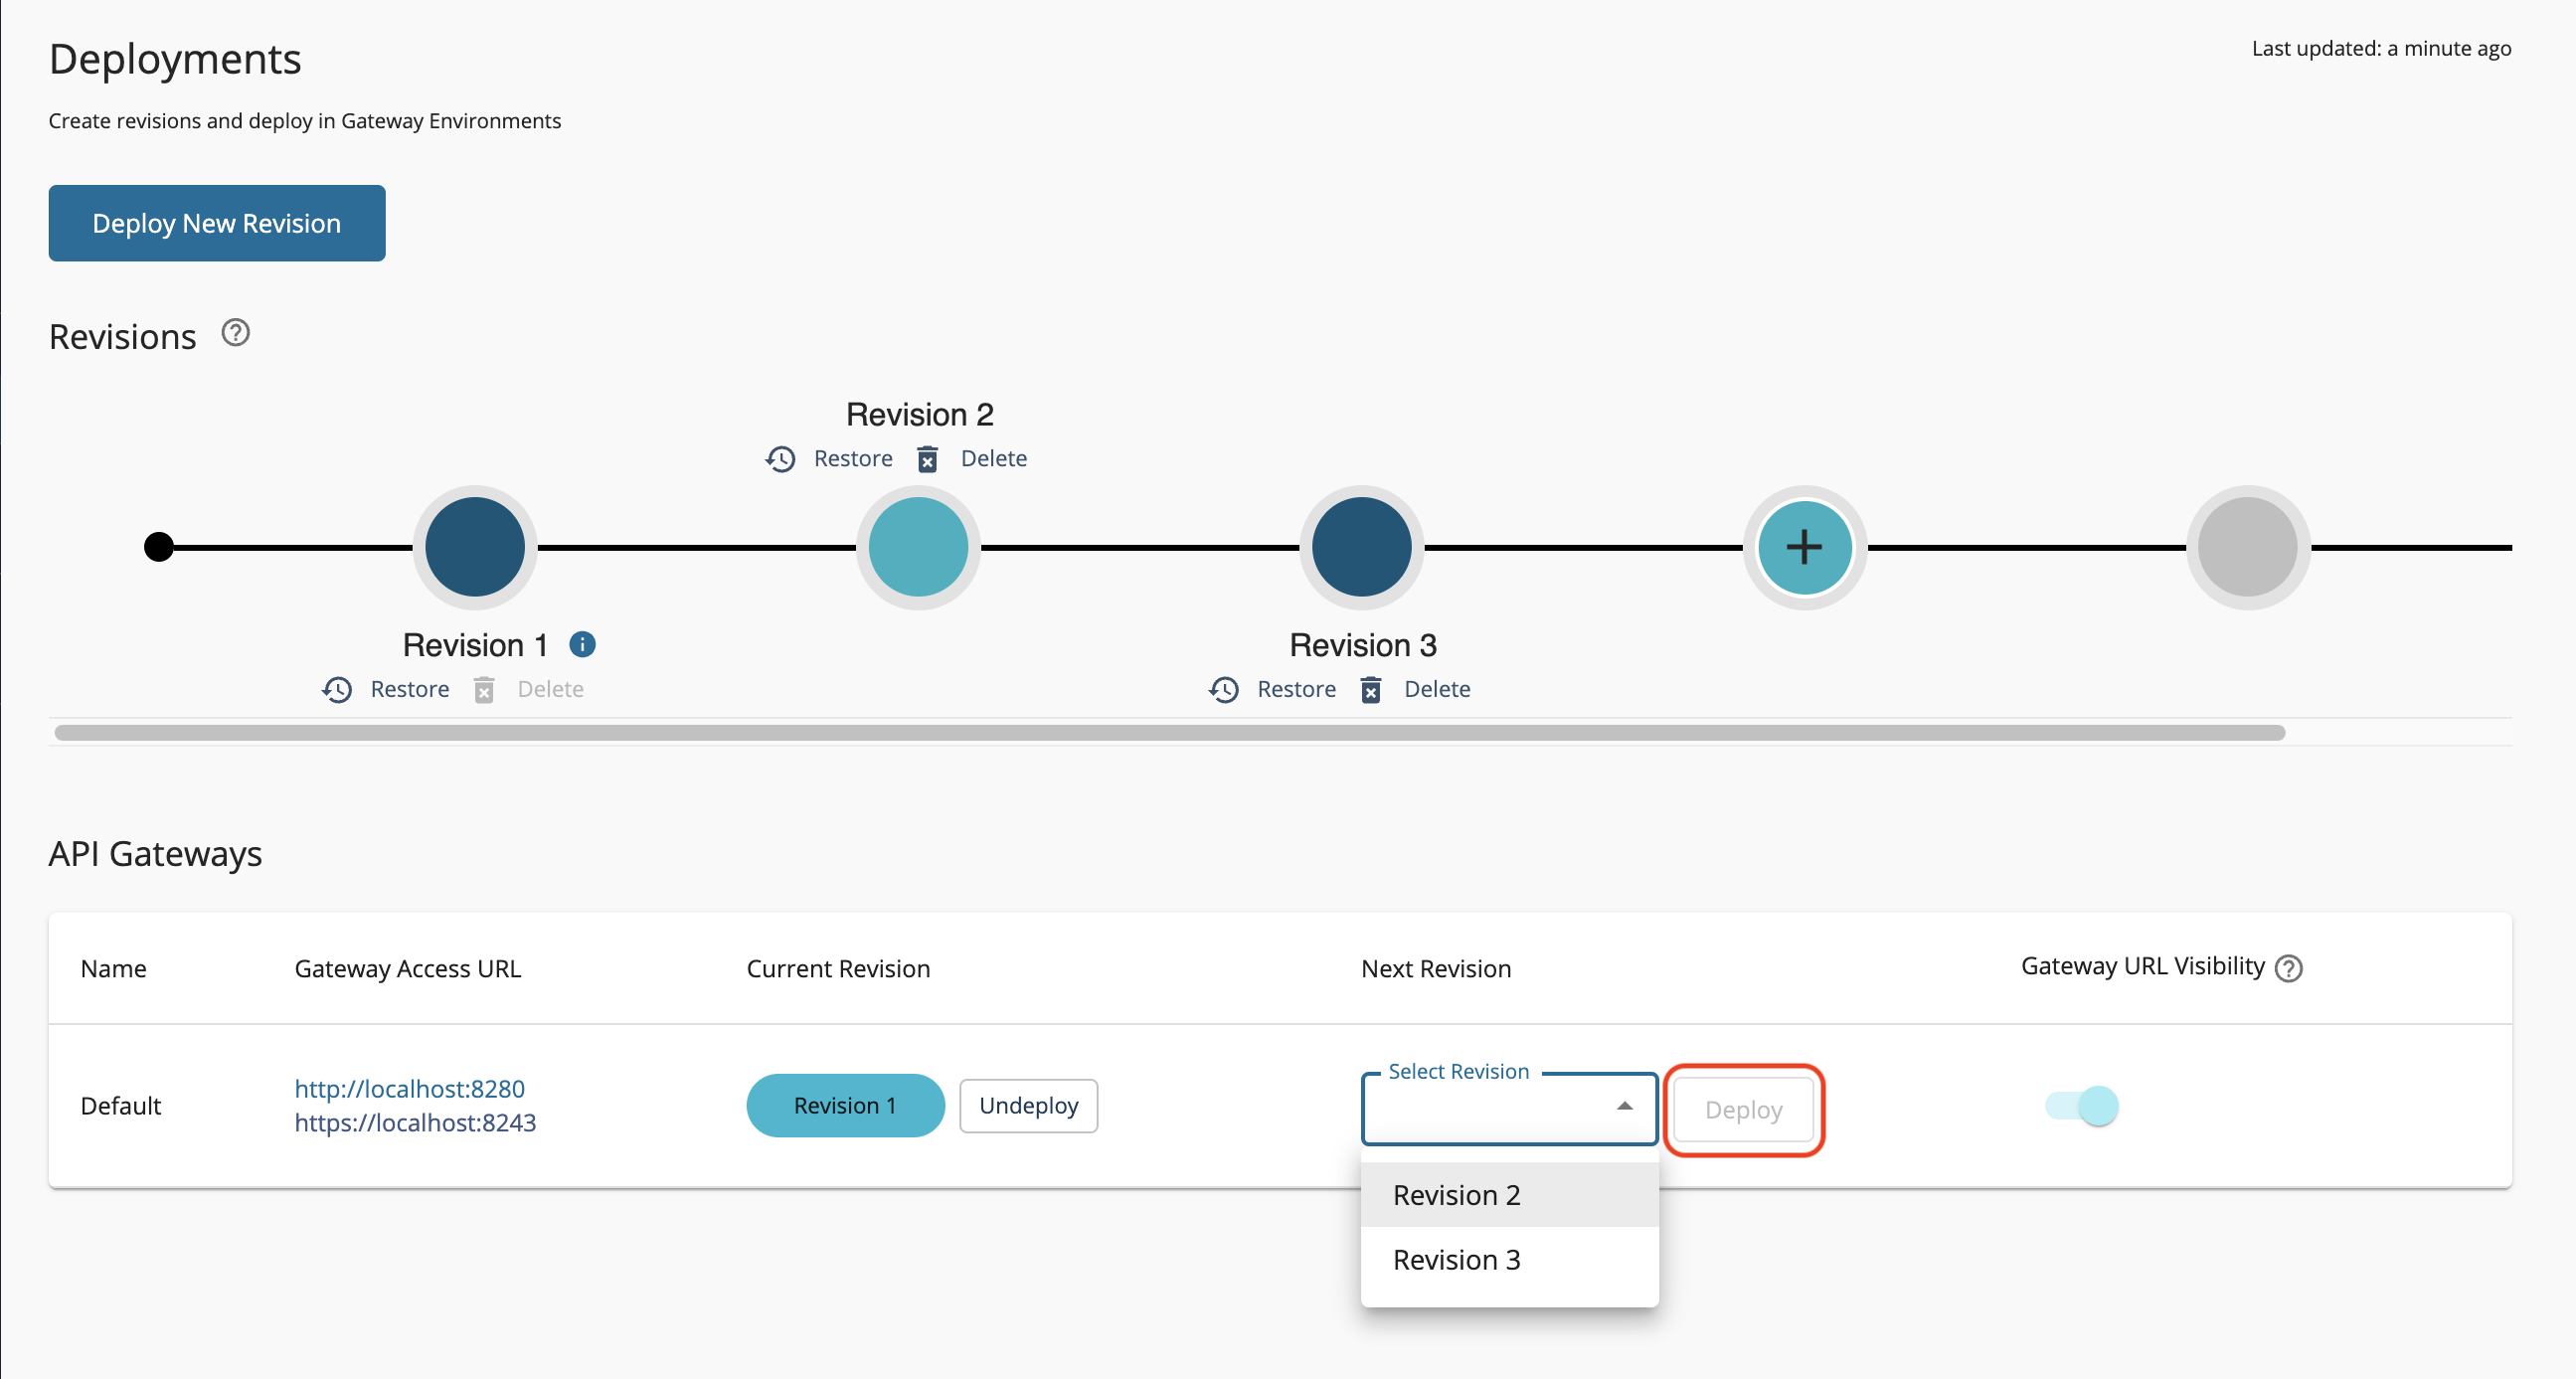 Deployments
Last updated: a minute ago
Create revisions and deploy in Gateway Environments
Deploy New Revision
Revisions
Revision 2
Restore Delete
Revision 1
Restore Delete
Revision 3
Restore Delete
API Gateways
Name Gateway Access URL Current Revision Next Revision Gateway URL Visibility
Default
http://localhost:8280
https://localhost:8243
Revision 1
Undeploy
Select Revision
Deploy
Revision 2
Revision 3